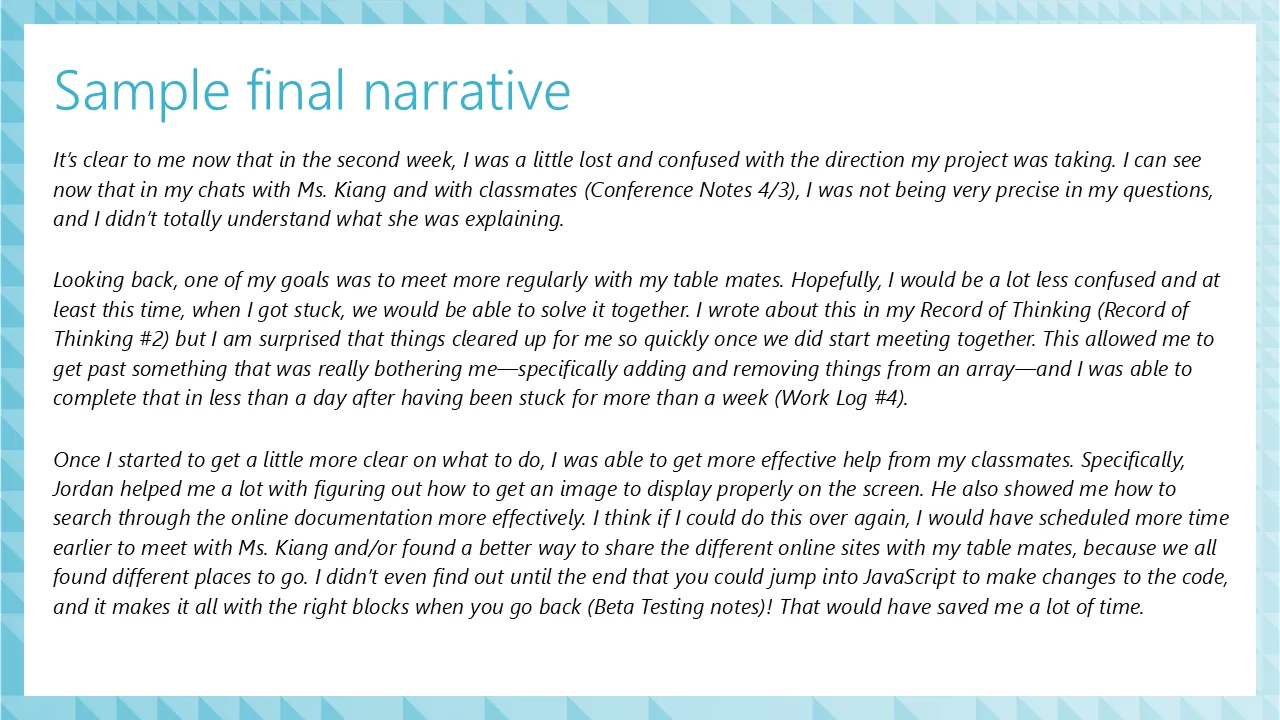 Sample final narrative
It’s clear to me now that in the second week, I was a little lost and confused with the direction my project was taking. I can see
now that in my chats with Ms. Kiang and with classmates (Conference Notes 4/3), I was not being very precise in my questions,
and I didn’t totally understand what she was explaining.
Looking back, one of my goals was to meet more regularly with my table mates. Hopefully, I would be a lot less confused and at
least this time, when I got stuck, we would be able to solve it together. I wrote about this in my Record of Thinking (Record of
Thinking #2) but I am surprised that things cleared up for me so quickly once we did start meeting together. This allowed me to
get past something that was really bothering me—specifically adding and removing things from an array—and I was able to
complete that in less than a day after having been stuck for more than a week (Work Log #4).
Once I started to get a little more clear on what to do, I was able to get more effective help from my classmates. Specifically,
Jordan helped me a lot with figuring out how to get an image to display properly on the screen. He also showed me how to
search through the online documentation more effectively. I think if I could do this over again, I would have scheduled more time
earlier to meet with Ms. Kiang and/or found a better way to share the different online sites with my table mates, because we all
found different places to go. I didn’t even find out until the end that you could jump into JavaScript to make changes to the code,
and it makes it all with the right blocks when you go back (Beta Testing notes)! That would have saved me a lot of time.